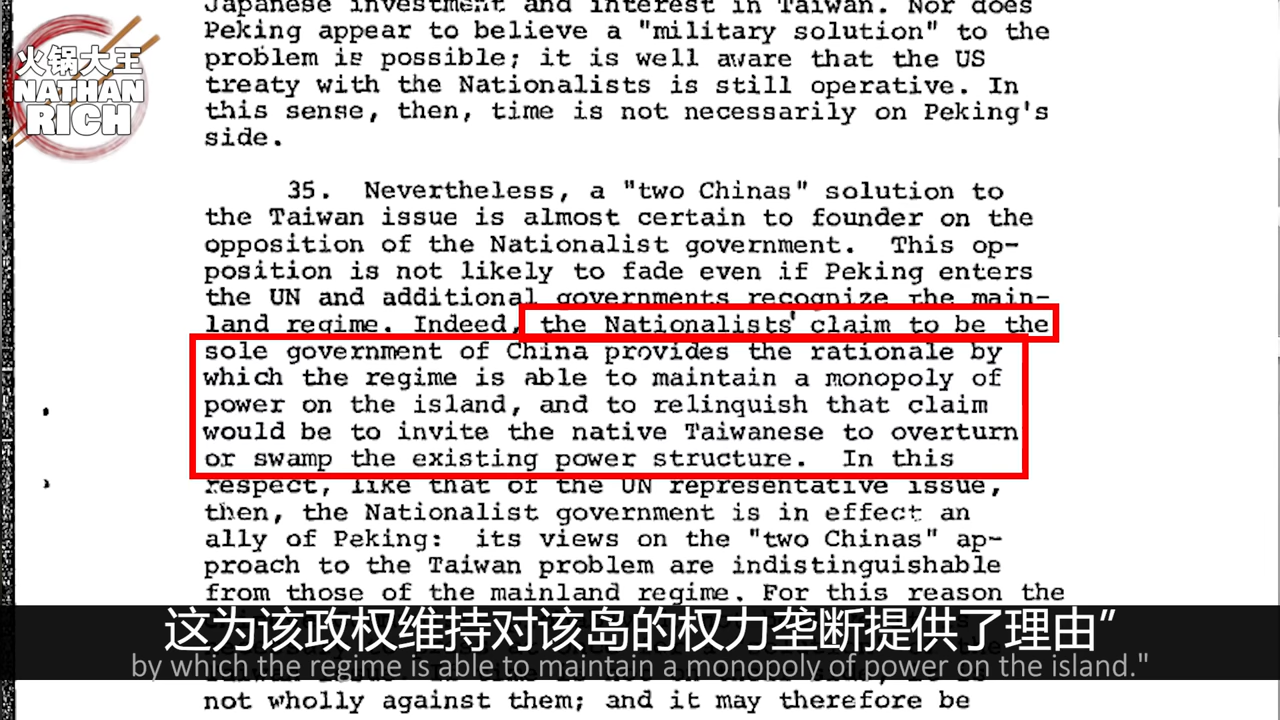 火锅大王
NATHAN
RICH
Japanese investment and interest in Taiwan. Nor does
Peking appear to believe a "military solution" to the
problem is possible; it is well aware that the US
treaty with the Nationalists is still operative. In
this sense, then, time is not necessarily on Peking's
side.
35. Nevertheless, a "two Chinas" solution to
the Taiwan issue is almost certain to founder on the
opposition of the Nationalist government. This op-
position is not likely to fade even if Peking enters
the UN and additional governments recognize the main-
land regime. Indeed, the Nationalists' claim to be the
sole government of China provides the rationale by
which the regime is able to maintain a monopoly of
power on the island, and to relinquish that claim
would be to invite the native Taiwanese to overturn
or swamp the existing power structure. In this
respect, like that of the UN representative issue,
then, the Nationalist government is in effect an
ally of Peking: its views on the "two Chinas" ap-
proach to the Taiwan problem are indistinguishable
from those of the mainland regime. For this reason the
这为该政权维持对该岛的权力垄断提供了理由”
by which the regime is able to maintain a monopoly of power on the island."
not wholly against them; and it may therefore be